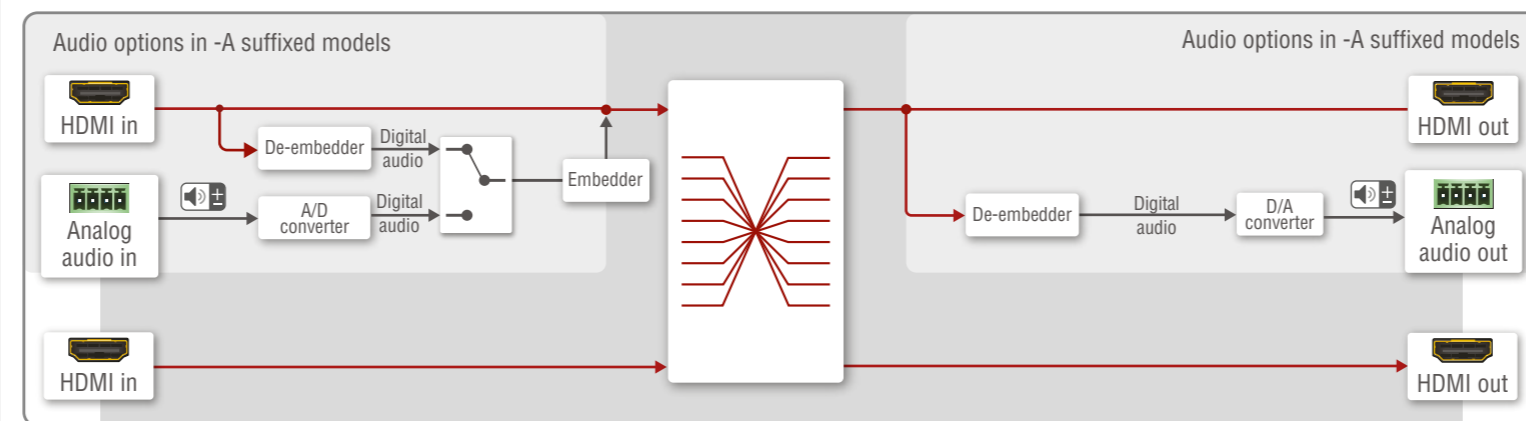 Audio options in -A suffixed models
HDMI in
De-embedder
Digital
audio
Analog
audio in
A/D
converter
Digital
audio
Embedder
HDMI in
Audio options in -A suffixed models
HDMI out
De-embedder
Digital
audio
D/A
converter
Analog
audio out
HDMI out